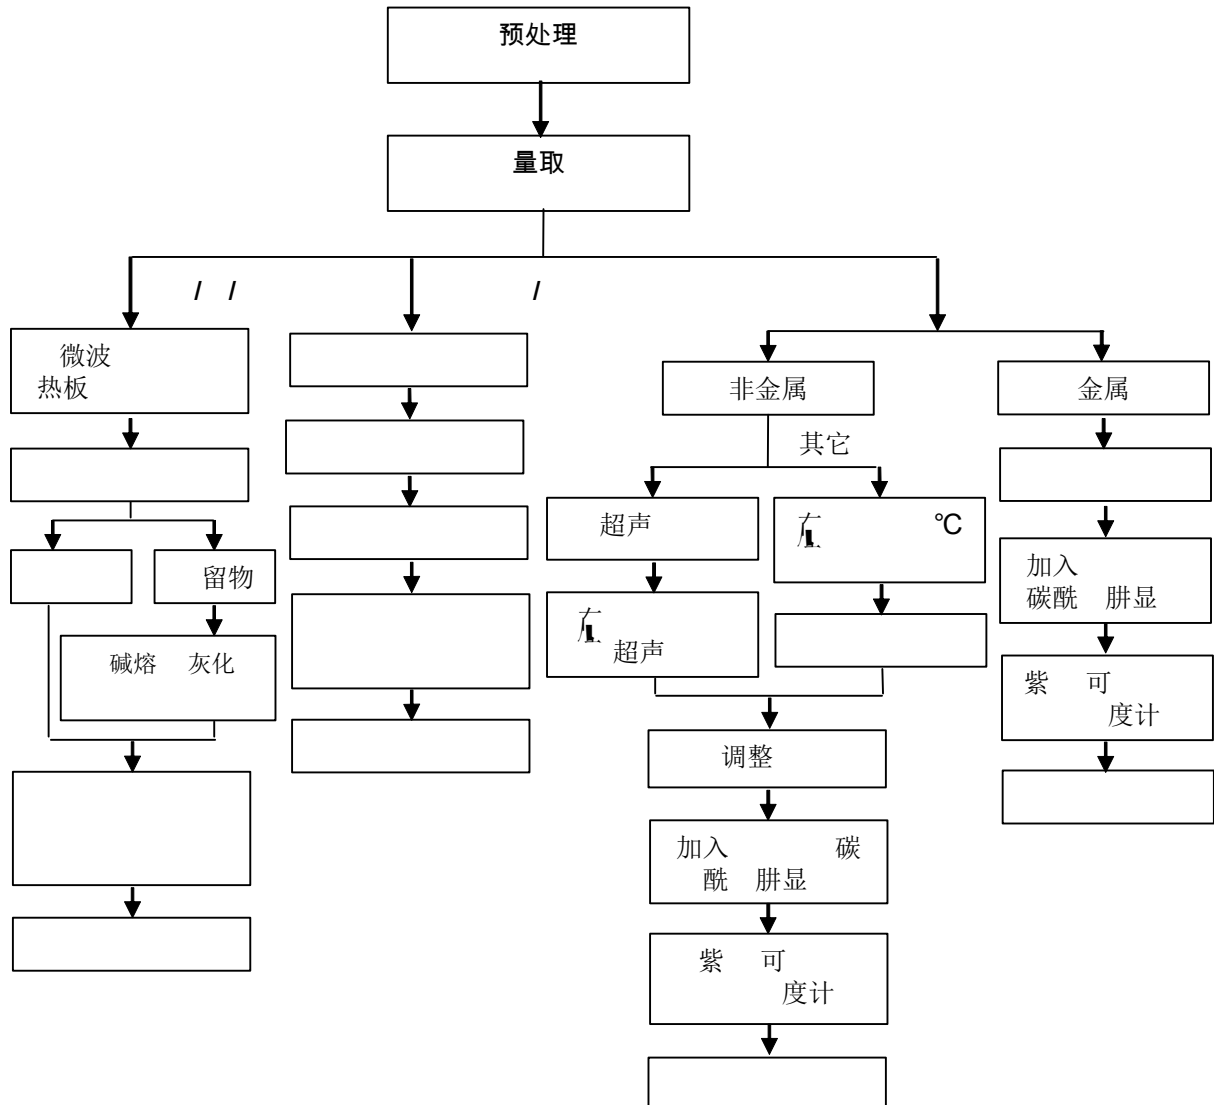 预处理
量取
/ /
/
微波
热板
非金属
金属
其它
超声
℃
留物
加入
碳酰 肼显
超声
碱熔 灰化
紫 可
度计
调整
加入 碳
酰 肼显
紫 可
度计